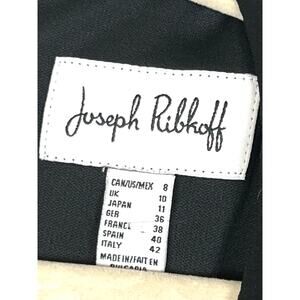 Joseph Ribkoff
CAN/US/MEX 8
UK 10
JAPAN 11
GER 36
FRANCE 38
SPAIN 40
ITALY 42
MADE IN/FAIT EN
BULGARIA